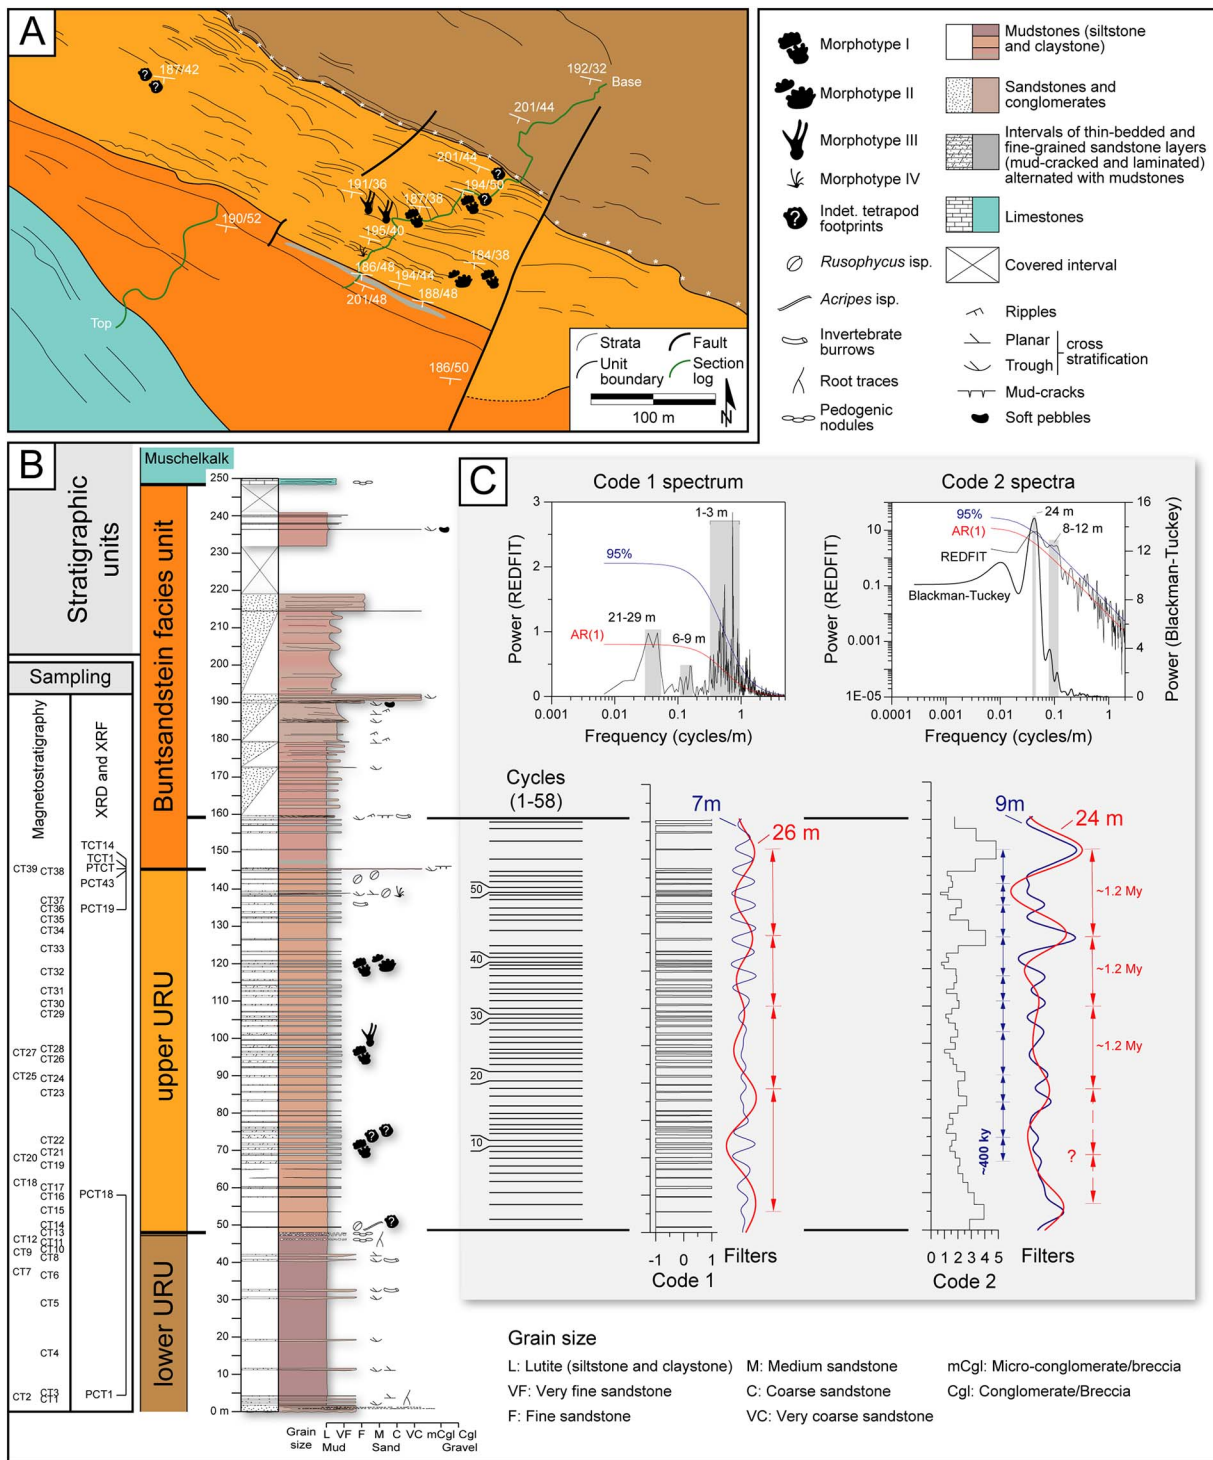 A
187/42
192/32
Base
201/44
201/44
191/36
194/50
187/38
190/52
195/40
184/38
186/48
194/44
201/48
188/48
Top
186/50
Strata
Fault
Unit boundary
Section log
100 m
N
Morphotype I
Morphotype II
Morphotype III
Morphotype IV
? Indet. tetrapod
footprints
Rusophycus isp.
Acripes isp.
Invertebrate
burrows
Root traces
Pedogenic
nodules
Mudstones (siltstone
and claystone)
Sandstones and
conglomerates
Intervals of thin-bedded and
fine-grained sandstone layers
(mud-cracked and laminated)
alternated with mudstones
Limestones
Covered interval
Ripples
Planar
Trough
cross
stratification
Mud-cracks
Soft pebbles
B
Stratigraphic
units
Sampling
Magnetostratigraphy
XRD and XRF
TCT14
TCT1
PTCT
PCT43
PCT19
PCT18
PCT1
CT39
CT38
CT37
CT36
CT35
CT34
CT33
CT32
CT31
CT30
CT29
CT28
CT27
CT26
CT25
CT24
CT23
CT22
CT21
CT20
CT19
CT18
CT17
CT16
CT15
CT14
CT13
CT12
CT11
CT10
CT9
CT8
CT7
CT6
CT5
CT4
CT3
CT2
CT1
Muschelkalk
Buntsandstein facies unit
upper URU
lower URU
250
240
230
220
210
200
190
180
170
160
150
140
130
120
110
100
90
80
70
60
50
40
30
20
10
0 m
Grain
size
L VF F M C VC mCgl Cgl
Mud Sand Gravel
C
Code 1 spectrum
Power (REDFIT)
3
2
1
0
95%
AR(1)
21-29 m
6-9 m
1-3 m
0.001 0.01 0.1 1
Frequency (cycles/m)
Code 2 spectra
Power (REDFIT)
10
0.1
0.001
1E-05
95%
AR(1)
REDFIT
Blackman-Tuckey
24 m
8-12 m
16
12
8
4
0
Power (Blackman-Tuckey)
0.0001 0.001 0.01 0.1 1
Frequency (cycles/m)
Cycles
(1-58)
50
40
30
20
10
7m
26 m
-1 0 1
Code 1
Filters
9m
24 m
~1.2 My
~1.2 My
~1.2 My
?
~400 ky
0 1 2 3 4 5
Code 2
Filters
Grain size
L: Lutite (siltstone and claystone)
VF: Very fine sandstone
F: Fine sandstone
M: Medium sandstone
C: Coarse sandstone
VC: Very coarse sandstone
mCgl: Micro-conglomerate/breccia
Cgl: Conglomerate/Breccia